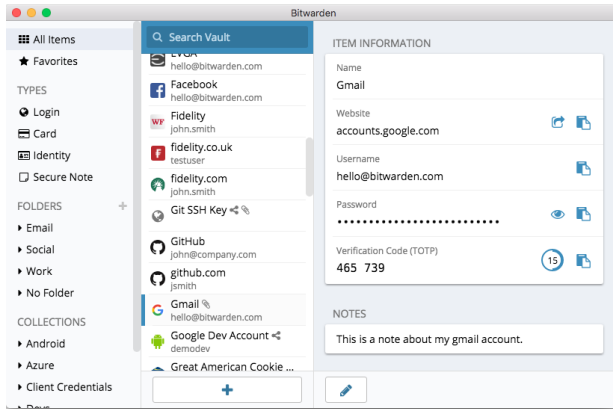 Bitwarden
All Items
Favorites
TYPES
Login
Card
Identity
Secure Note
FOLDERS
Email
Social
Work
No Folder
COLLECTIONS
Android
Azure
Client Credentials
Search Vault
hello@bitwarden.com
Facebook
hello@bitwarden.com
WF Fidelity
john.smith
fidelity.co.uk
testuser
fidelity.com
john.smith
Git SSH Key
GitHub
john@company.com
github.com
jsmith
Gmail
hello@bitwarden.com
Google Dev Account
demodev
Great American Cookie ...
ITEM INFORMATION
Name
Gmail
Website
accounts.google.com
Username
hello@bitwarden.com
Password
Verification Code (TOTP)
465 739
15
NOTES
This is a note about my gmail account.